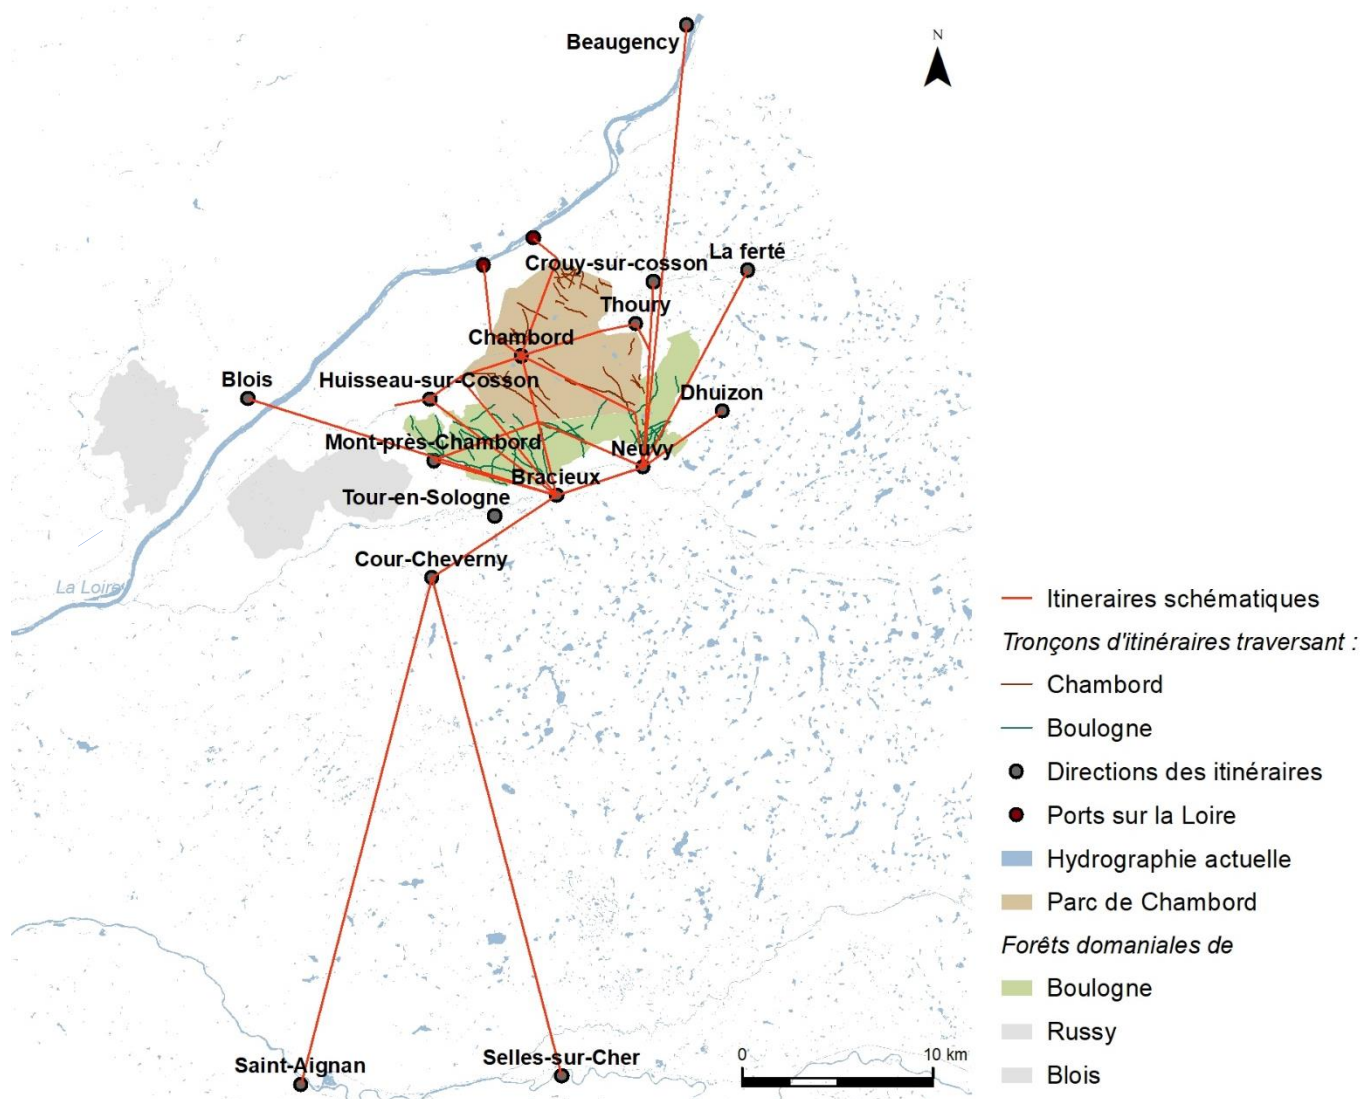 N
Beaugency
La ferté
Crouy-sur-cosson
Thoury
Chambord
Blois
Huisseau-sur-Cosson
Dhuizon
Mont-près-Chambord
Neuvy
Bracieux
Tour-en-Sologne
Cour-Cheverny
La Loire
Saint-Aignan
Selles-sur-Cher
0 10 km
Itineraires schématiques
Tronçons d'itinéraires traversant :
Chambord
Boulogne
Directions des itinéraires
Ports sur la Loire
Hydrographie actuelle
Parc de Chambord
Forêts domaniales de
Boulogne
Russy
Blois